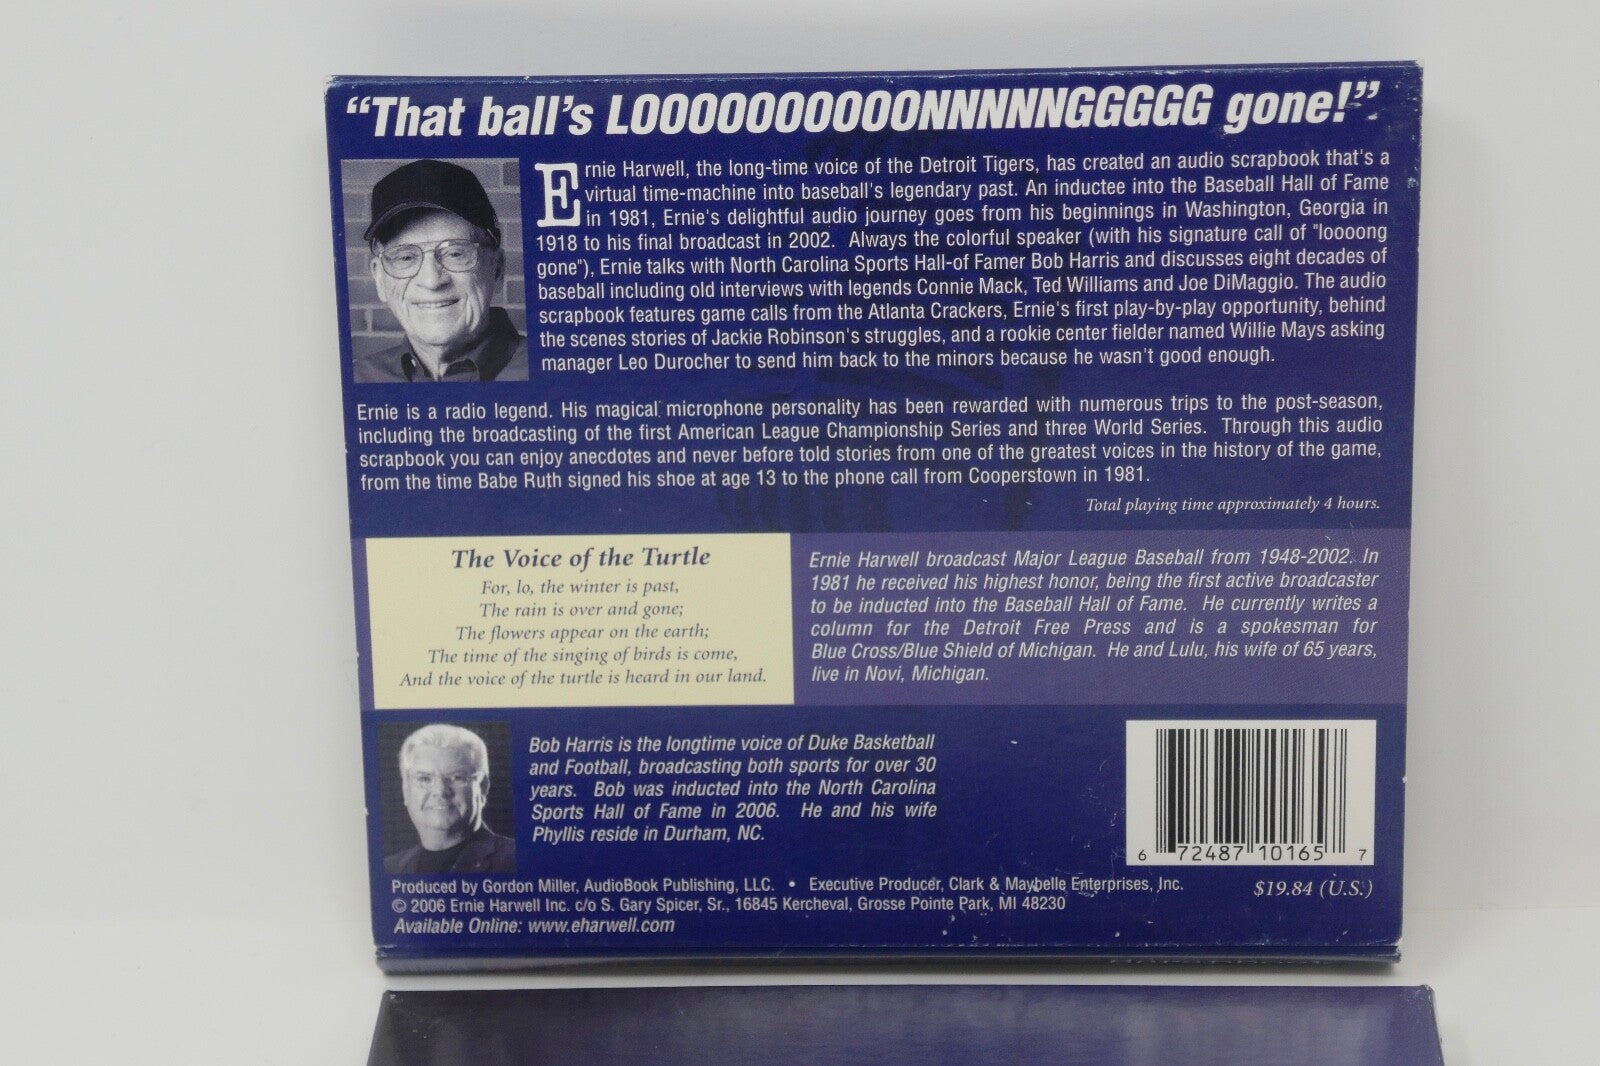 “That ball’s LOOOOOOOOOOONNNNNGGGGG gone!”
Ernie Harwell, the long-time voice of the Detroit Tigers, has created an audio scrapbook that's a
virtual time-machine into baseball's legendary past. An inductee into the Baseball Hall of Fame
in 1981, Ernie's delightful audio journey goes from his beginnings in Washington, Georgia in
1918 to his final broadcast in 2002. Always the colorful speaker (with his signature call of "loooong
gone"), Ernie talks with North Carolina Sports Hall-of Famer Bob Harris and discusses eight decades of
baseball including old interviews with legends Connie Mack, Ted Williams and Joe DiMaggio. The audio
scrapbook features game calls from the Atlanta Crackers, Ernie's first play-by-play opportunity, behind
the scenes stories of Jackie Robinson's struggles, and a rookie center fielder named Willie Mays asking
manager Leo Durocher to send him back to the minors because he wasn't good enough.
Ernie is a radio legend. His magical microphone personality has been rewarded with numerous trips to the post-season,
including the broadcasting of the first American League Championship Series and three World Series. Through this audio
scrapbook you can enjoy anecdotes and never before told stories from one of the greatest voices in the history of the game,
from the time Babe Ruth signed his shoe at age 13 to the phone call from Cooperstown in 1981.
Total playing time approximately 4 hours.
The Voice of the Turtle
For, lo, the winter is past,
The rain is over and gone;
The flowers appear on the earth;
The time of the singing of birds is come,
And the voice of the turtle is heard in our land.
Ernie Harwell broadcast Major League Baseball from 1948-2002. In
1981 he received his highest honor, being the first active broadcaster
to be inducted into the Baseball Hall of Fame. He currently writes a
column for the Detroit Free Press and is a spokesman for
Blue Cross/Blue Shield of Michigan. He and Lulu, his wife of 65 years,
live in Novi, Michigan.
Bob Harris is the longtime voice of Duke Basketball
and Football, broadcasting both sports for over 30
years. Bob was inducted into the North Carolina
Sports Hall of Fame in 2006. He and his wife
Phyllis reside in Durham, NC.
6 72487 10165 7
$19.84 (U.S.)
Produced by Gordon Miller, AudioBook Publishing, LLC. • Executive Producer, Clark & Maybelle Enterprises, Inc.
© 2006 Ernie Harwell Inc. c/o S. Gary Spicer, Sr., 16845 Kercheval, Grosse Pointe Park, MI 48230
Available Online: www.eharwell.com